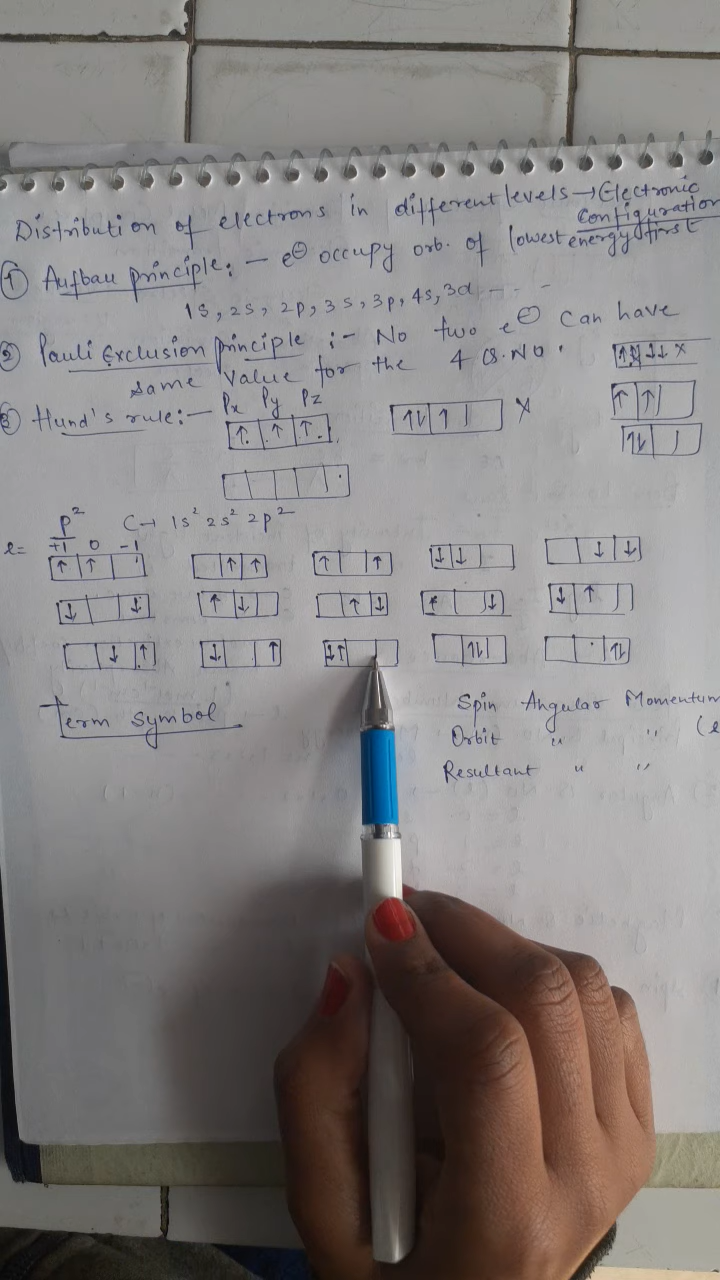 Distribution of electrons in different levels → Electronic
Configuration
① Aufbau principle :- e⊖ occupy orb. of lowest energy first
1s, 2s, 2p, 3s, 3p, 4s, 3d - - -
② Pauli Exclusion principle :- No two e⊖ can have
same value for the 4 Q.No.
↑↓ ↓↓ ×
③ Hund's rule :- Px Py Pz
↑ ↑ ↑
↑↓ ↑ ×
↑ ↑
↑↓
p² C → 1s² 2s² 2p²
l= +1 0 -1
↑ ↑
↑ ↑
↑ ↑
↓ ↓
↓ ↓
↓ ↓
↑ ↓
↑ ↓
↑ ↓
↓ ↑
↓ ↑
↓ ↑
↓↑
↑↓
↑↓
Term symbol
Spin Angular Momentum
Orbit " " (l
Resultant " "